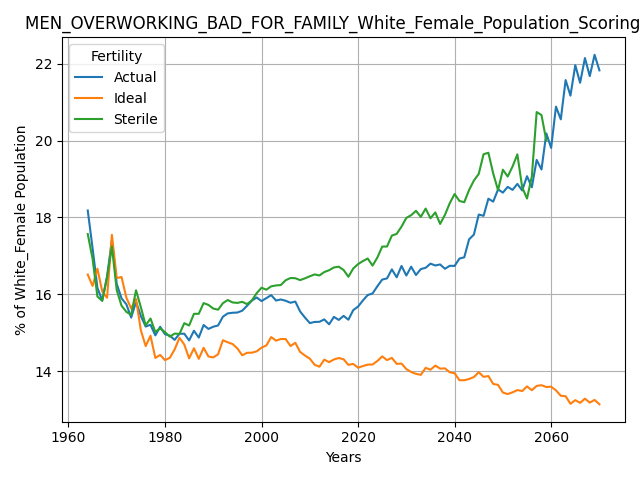 MEN_OVERWORKING_BAD_FOR_FAMILY_White_Female_Population_Scoring
Fertility
Actual
Ideal
Sterile
% of White_Female Population
22
20
18
16
14
1960
1980
2000
2020
2040
2060
Years